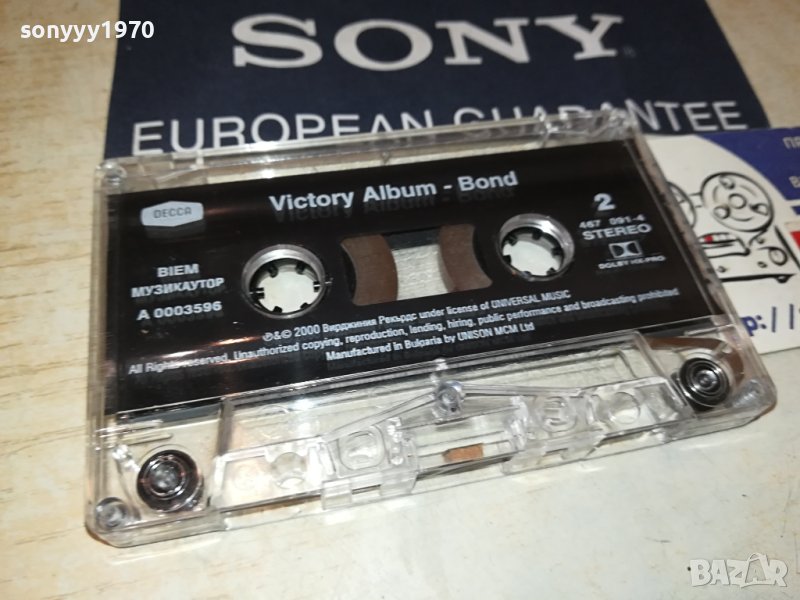 sonyyy1970
SONY
EUROPEAN GUARANTEE
Victory Album - Bond
DECCA
2
467 091-4
STEREO
DOLBY HX-PRO
BIEM
МУЗИКАУТОР
A 0003596
℗&© 2000 Вирджиния Рекърдс under license of UNIVERSAL MUSIC
All rights reserved. Unauthorized copying, reproduction, lending, hiring, public performance and broadcasting prohibited
Manufactured in Bulgaria by UNISON MCM Ltd
BAZAR